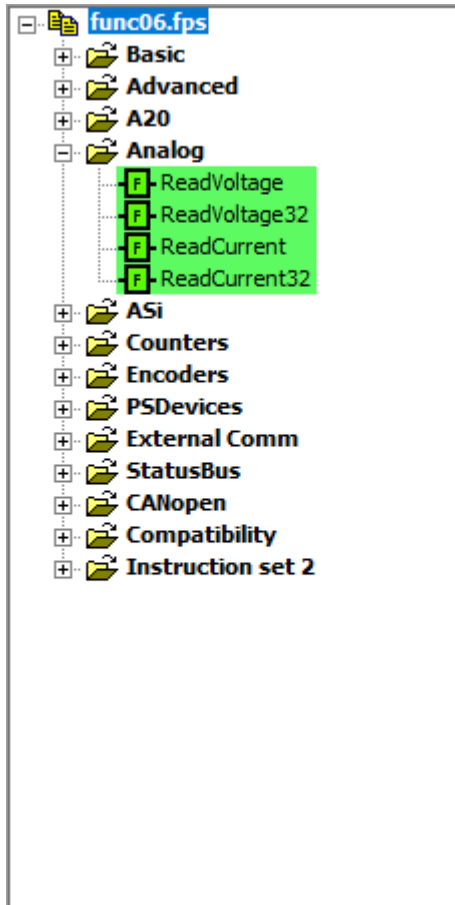 func06.fps
Basic
Advanced
A20
Analog
F ReadVoltage
F ReadVoltage32
F ReadCurrent
F ReadCurrent32
ASi
Counters
Encoders
PSDevices
External Comm
StatusBus
CANopen
Compatibility
Instruction set 2